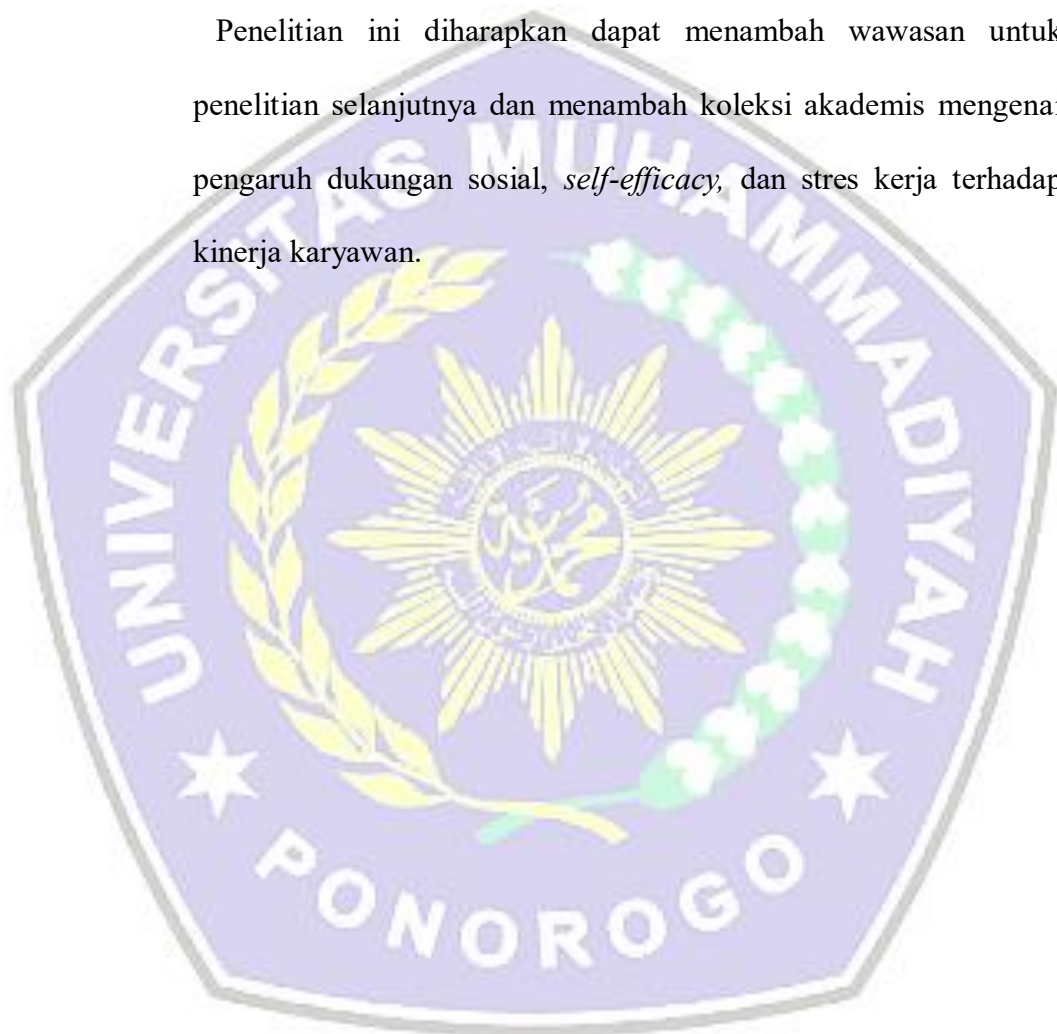 Penelitian ini diharapkan dapat menambah wawasan untuk
penelitian selanjutnya dan menambah koleksi akademis mengenai
pengaruh dukungan sosial, self-efficacy, dan stres kerja terhadap
kinerja karyawan.
UNIVERSITAS MUHAMMADIYAH
محمدية
PONOROGO